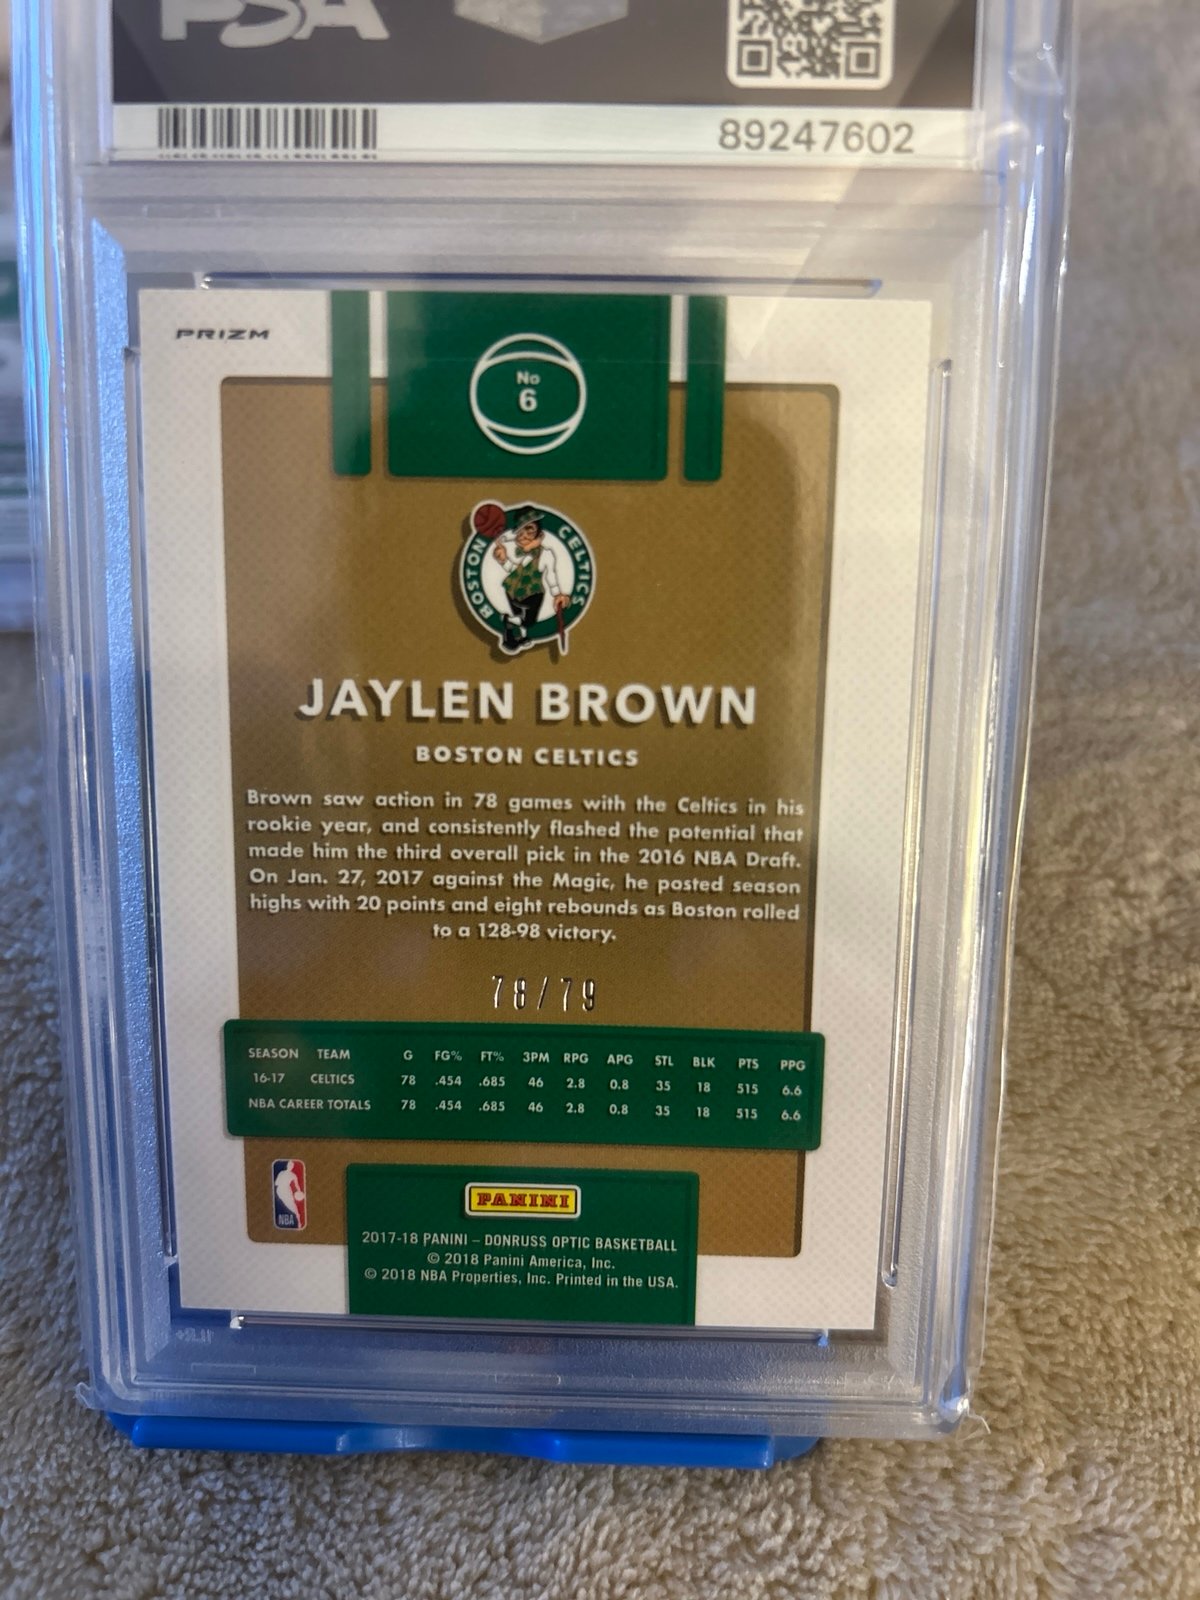 PSA
89247602
PRIZM
No
6
BOSTON CELTICS
JAYLEN BROWN
BOSTON CELTICS
Brown saw action in 78 games with the Celtics in his
rookie year, and consistently flashed the potential that
made him the third overall pick in the 2016 NBA Draft.
On Jan. 27, 2017 against the Magic, he posted season
highs with 20 points and eight rebounds as Boston rolled
to a 128-98 victory.
78/79
SEASON TEAM G FG% FT% 3PM RPG APG STL BLK PTS PPG
16-17 CELTICS 78 .454 .685 46 2.8 0.8 35 18 515 6.6
NBA CAREER TOTALS 78 .454 .685 46 2.8 0.8 35 18 515 6.6
NBA
PANINI
2017-18 PANINI – DONRUSS OPTIC BASKETBALL
© 2018 Panini America, Inc.
© 2018 NBA Properties, Inc. Printed in the USA.